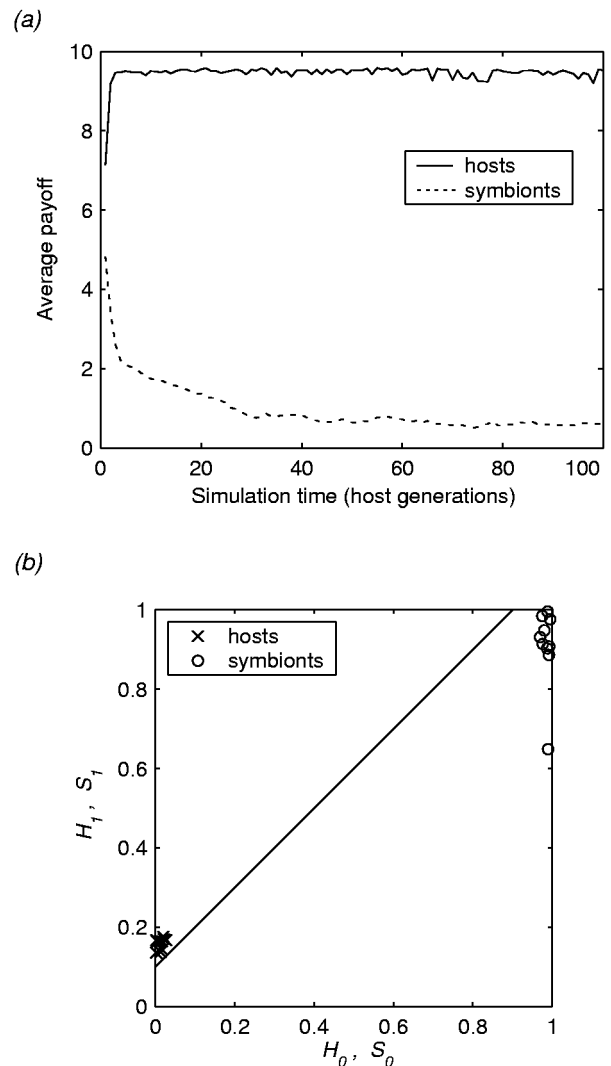 (a)
10
8
6
4
2
0
Average payoff
hosts
symbionts
0 20 40 60 80 100
Simulation time (host generations)
(b)
1
0.8
0.6
0.4
0.2
0
H1 , S1
hosts
symbionts
0 0.2 0.4 0.6 0.8 1
H0 , S0